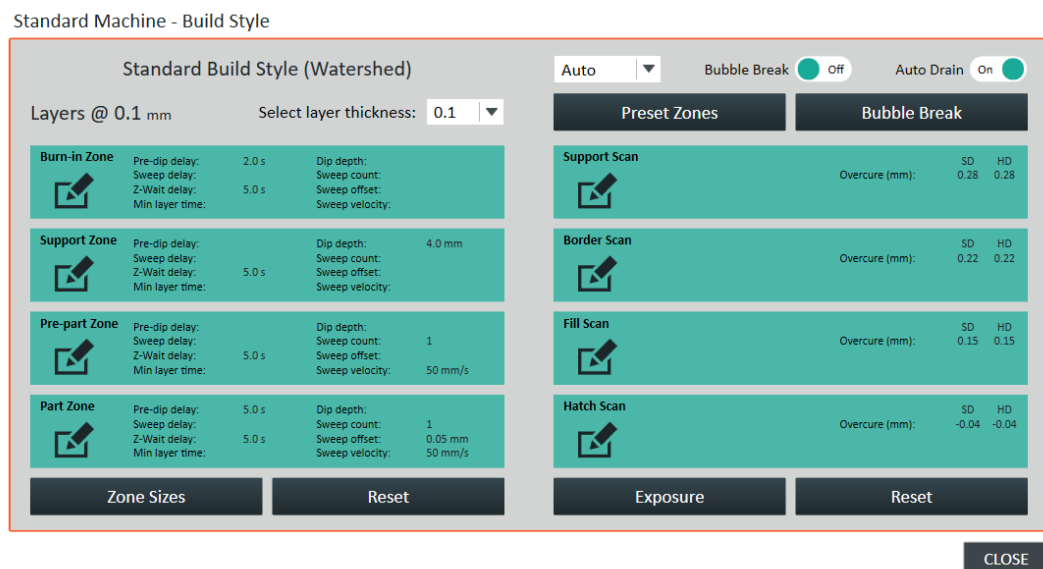 Standard Machine - Build Style
Standard Build Style (Watershed)
Auto
Bubble Break
Off
Auto Drain
On
Layers @ 0.1 mm
Select layer thickness: 0.1
Preset Zones
Bubble Break
Burn-in Zone
Pre-dip delay: 2.0 s Dip depth:
Sweep delay: Sweep count:
Z-Wait delay: 5.0 s Sweep offset:
Min layer time: Sweep velocity:
Support Zone
Pre-dip delay: Dip depth: 4.0 mm
Sweep delay: Sweep count:
Z-Wait delay: 5.0 s Sweep offset:
Min layer time: Sweep velocity:
Pre-part Zone
Pre-dip delay: Dip depth:
Sweep delay: Sweep count: 1
Z-Wait delay: 5.0 s Sweep offset:
Min layer time: Sweep velocity: 50 mm/s
Part Zone
Pre-dip delay: 5.0 s Dip depth:
Sweep delay: Sweep count: 1
Z-Wait delay: 5.0 s Sweep offset: 0.05 mm
Min layer time: Sweep velocity: 50 mm/s
Zone Sizes
Reset
Support Scan
SD HD
Overcure (mm): 0.28 0.28
Border Scan
SD HD
Overcure (mm): 0.22 0.22
Fill Scan
SD HD
Overcure (mm): 0.15 0.15
Hatch Scan
SD HD
Overcure (mm): -0.04 -0.04
Exposure
Reset
CLOSE